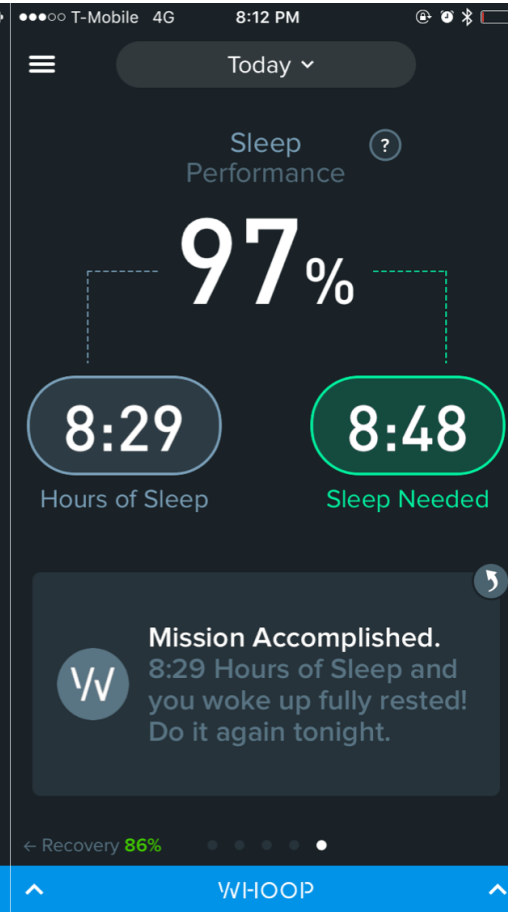 T-Mobile 4G 8:12 PM
Today
Sleep
Performance
?
97%
8:29
8:48
Hours of Sleep
Sleep Needed
Mission Accomplished.
8:29 Hours of Sleep and
you woke up fully rested!
Do it again tonight.
← Recovery 86%
WHOOP